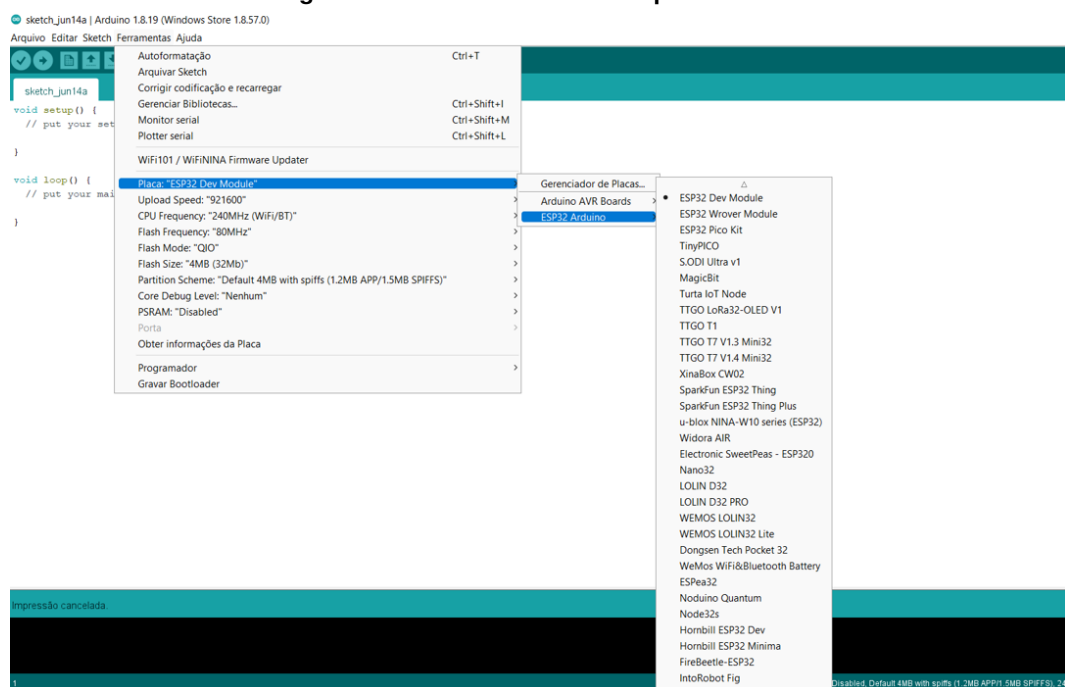 sketch_jun14a | Arduino 1.8.19 (Windows Store 1.8.57.0)
Arquivo Editar Sketch Ferramentas Ajuda
sketch_jun14a
void setup() {
// put your set
}
void loop() {
// put your mai
}
Autoformatação Ctrl+T
Arquivar Sketch
Corrigir codificação e recarregar
Gerenciar Bibliotecas... Ctrl+Shift+I
Monitor serial Ctrl+Shift+M
Plotter serial Ctrl+Shift+L
WiFi101 / WiFiNINA Firmware Updater
Placa: "ESP32 Dev Module"
Upload Speed: "921600"
CPU Frequency: "240MHz (WiFi/BT)"
Flash Frequency: "80MHz"
Flash Mode: "QIO"
Flash Size: "4MB (32Mb)"
Partition Scheme: "Default 4MB with spiffs (1.2MB APP/1.5MB SPIFFS)"
Core Debug Level: "Nenhum"
PSRAM: "Disabled"
Porta
Obter informações da Placa
Programador
Gravar Bootloader
Gerenciador de Placas...
Arduino AVR Boards
ESP32 Arduino
ESP32 Dev Module
ESP32 Wrover Module
ESP32 Pico Kit
TinyPICO
S.ODI Ultra v1
MagicBit
Turta IoT Node
TTGO LoRa32-OLED V1
TTGO T1
TTGO T7 V1.3 Mini32
TTGO T7 V1.4 Mini32
XinaBox CW02
SparkFun ESP32 Thing
SparkFun ESP32 Thing Plus
u-blox NINA-W10 series (ESP32)
Widora AIR
Electronic SweetPeas - ESP320
Nano32
LOLIN D32
LOLIN D32 PRO
WEMOS LOLIN32
WEMOS LOLIN32 Lite
Dongsen Tech Pocket 32
WeMos WiFi&Bluetooth Battery
ESPea32
Noduino Quantum
Node32s
Hornbill ESP32 Dev
Hornbill ESP32 Minima
FireBeetle-ESP32
IntoRobot Fig
Impressão cancelada.
1
Disabled, Default 4MB with spiffs (1.2MB APP/1.5MB SPIFFS), 24